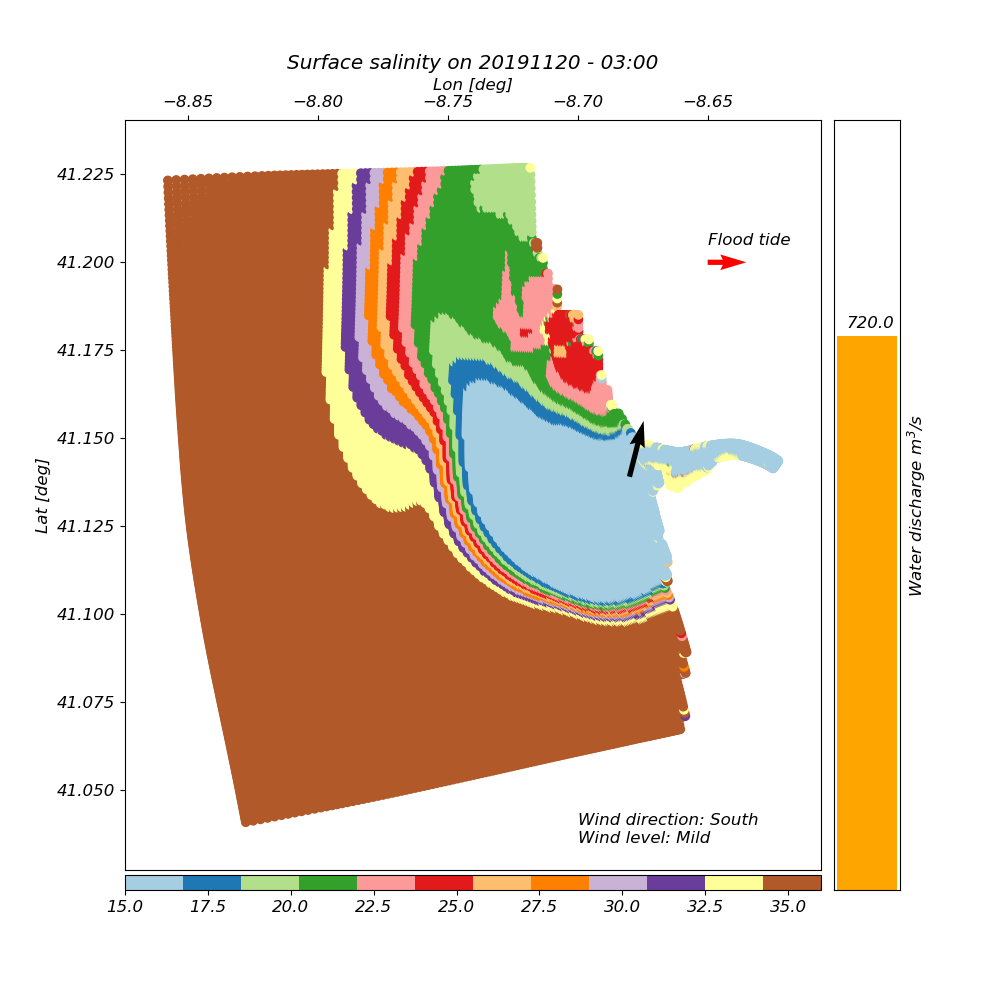 Surface salinity on 20191120 - 03:00
Lon [deg]
−8.85 −8.80 −8.75 −8.70 −8.65
41.225
41.200
41.175
41.150
41.125
41.100
41.075
41.050
Lat [deg]
Flood tide
720.0
Water discharge m³/s
Wind direction: South
Wind level: Mild
15.0 17.5 20.0 22.5 25.0 27.5 30.0 32.5 35.0